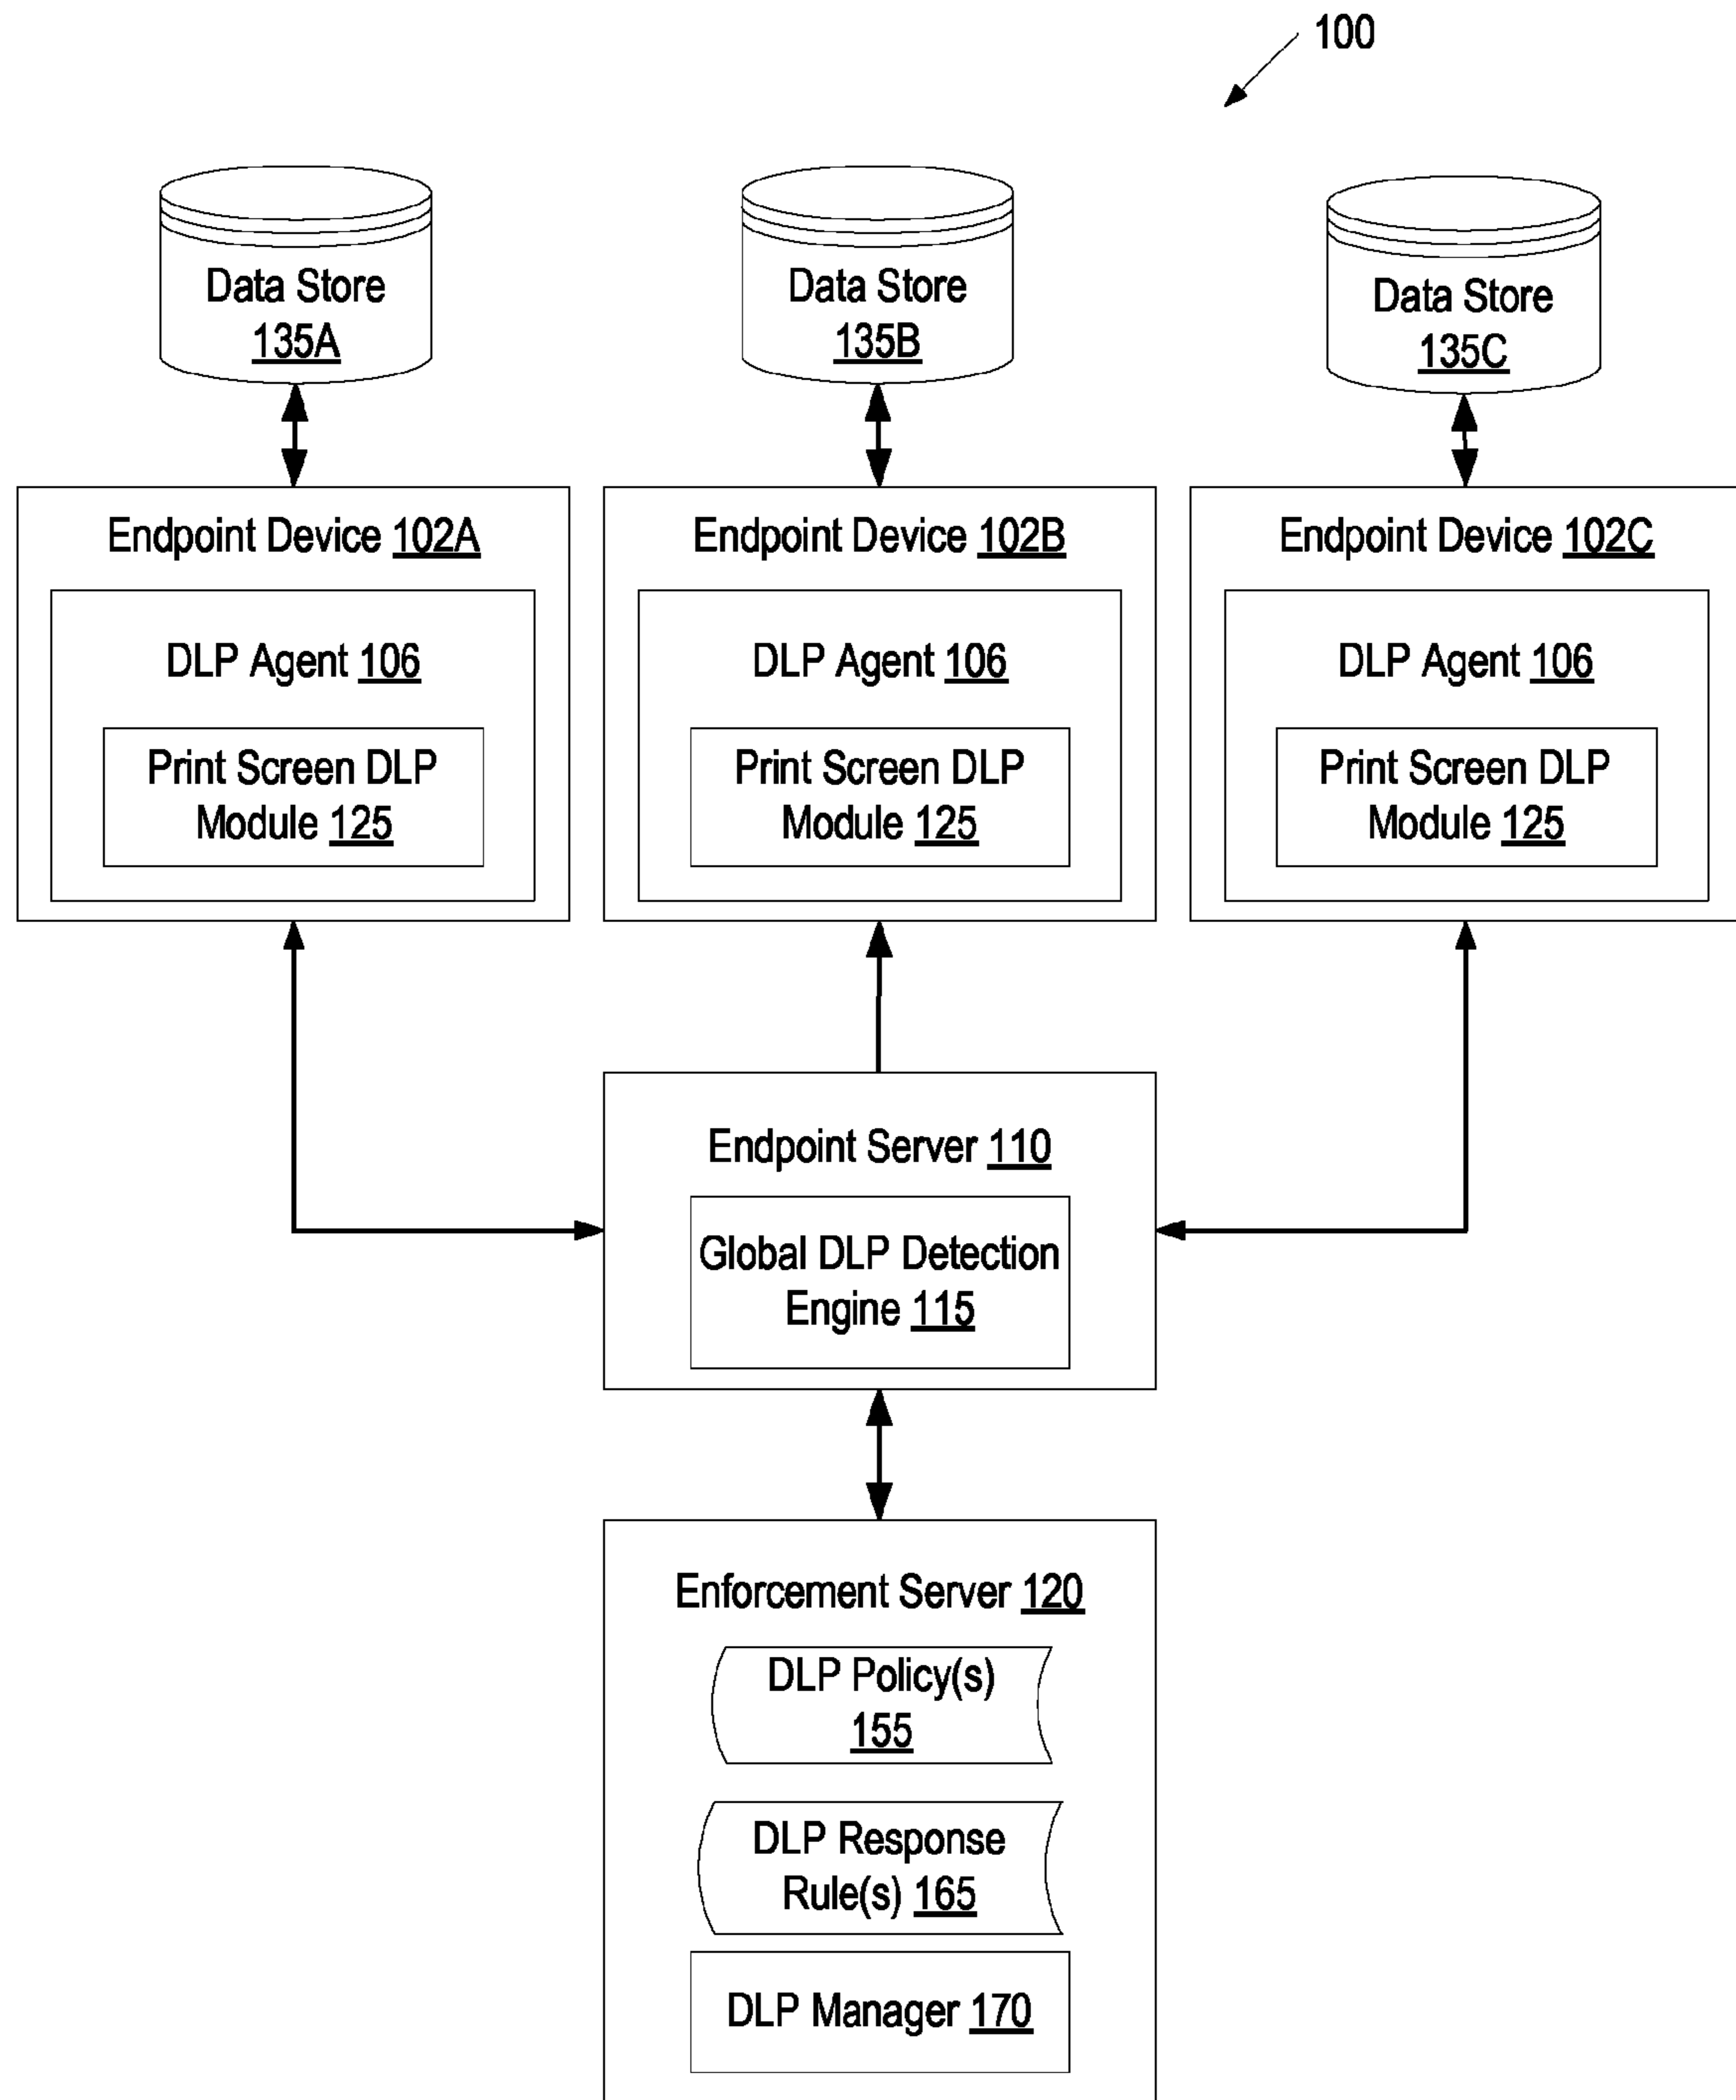 100
Data Store
135A
Data Store
135B
Data Store
135C
Endpoint Device 102A
DLP Agent 106
Print Screen DLP
Module 125
Endpoint Device 102B
DLP Agent 106
Print Screen DLP
Module 125
Endpoint Device 102C
DLP Agent 106
Print Screen DLP
Module 125
Endpoint Server 110
Global DLP Detection
Engine 115
Enforcement Server 120
DLP Policy(s)
155
DLP Response
Rule(s) 165
DLP Manager 170